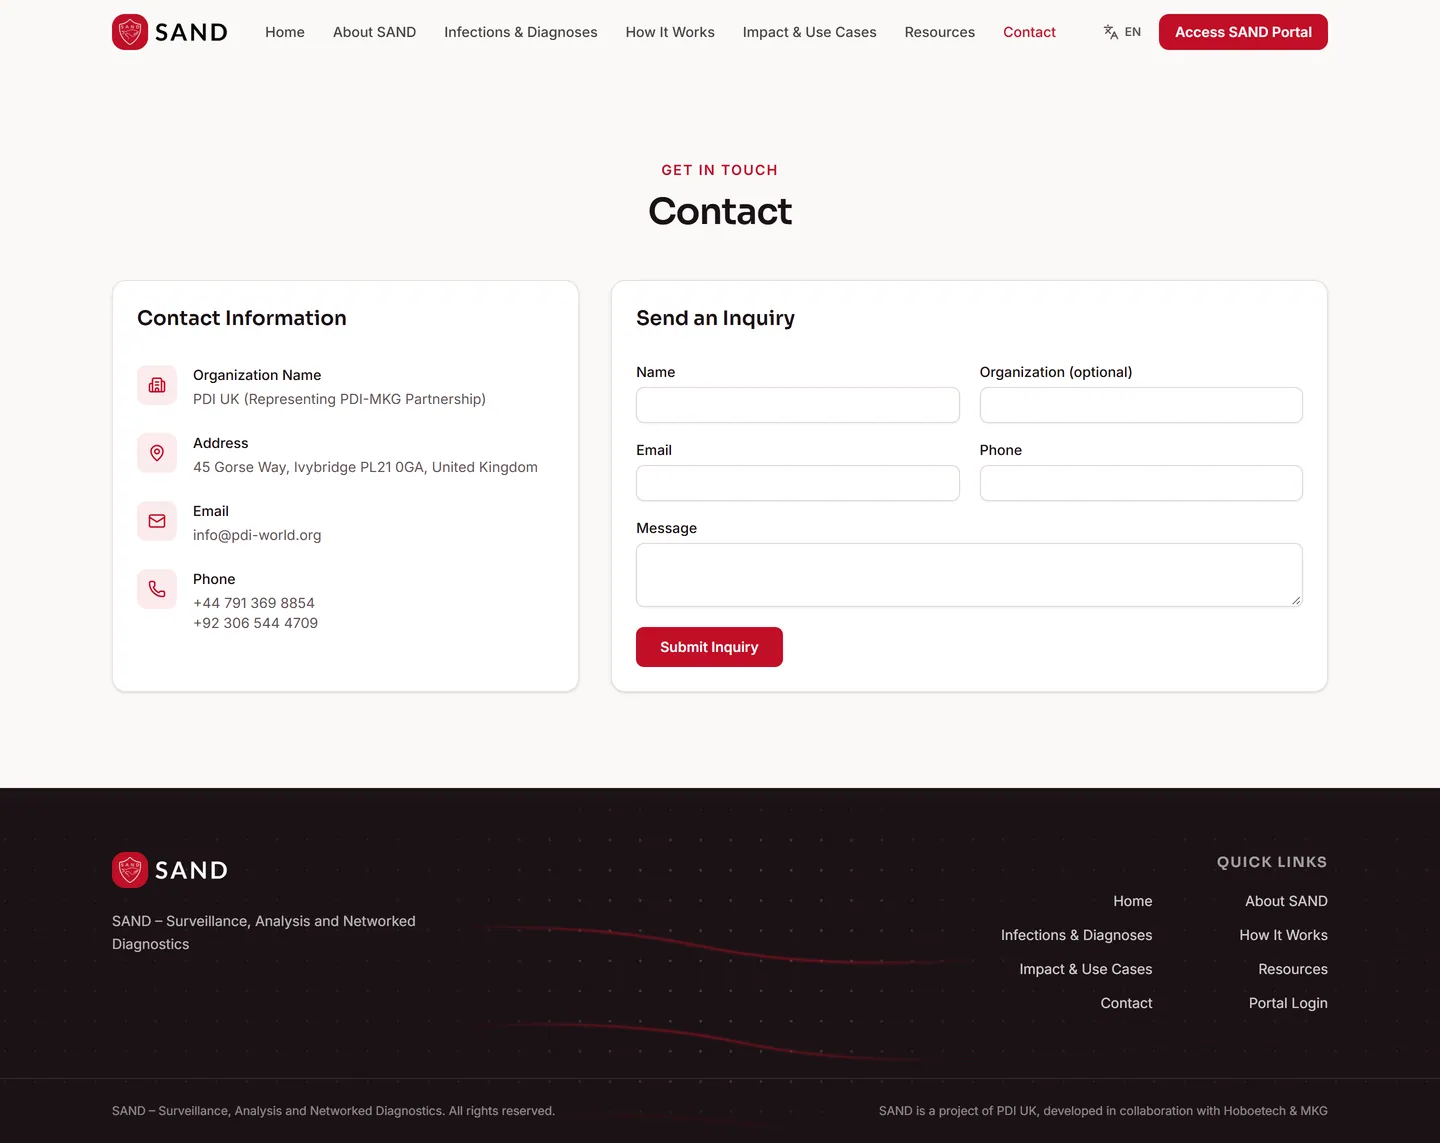 SAND
Home
About SAND
Infections & Diagnoses
How It Works
Impact & Use Cases
Resources
Contact
EN
Access SAND Portal
GET IN TOUCH
Contact
Contact Information
Organization Name
PDI UK (Representing PDI-MKG Partnership)
Address
45 Gorse Way, Ivybridge PL21 0GA, United Kingdom
Email
info@pdi-world.org
Phone
+44 791 369 8854
+92 306 544 4709
Send an Inquiry
Name
Organization (optional)
Email
Phone
Message
Submit Inquiry
SAND
SAND – Surveillance, Analysis and Networked
Diagnostics
QUICK LINKS
Home
About SAND
Infections & Diagnoses
How It Works
Impact & Use Cases
Resources
Contact
Portal Login
SAND – Surveillance, Analysis and Networked Diagnostics. All rights reserved.
SAND is a project of PDI UK, developed in collaboration with Hoboetech & MKG